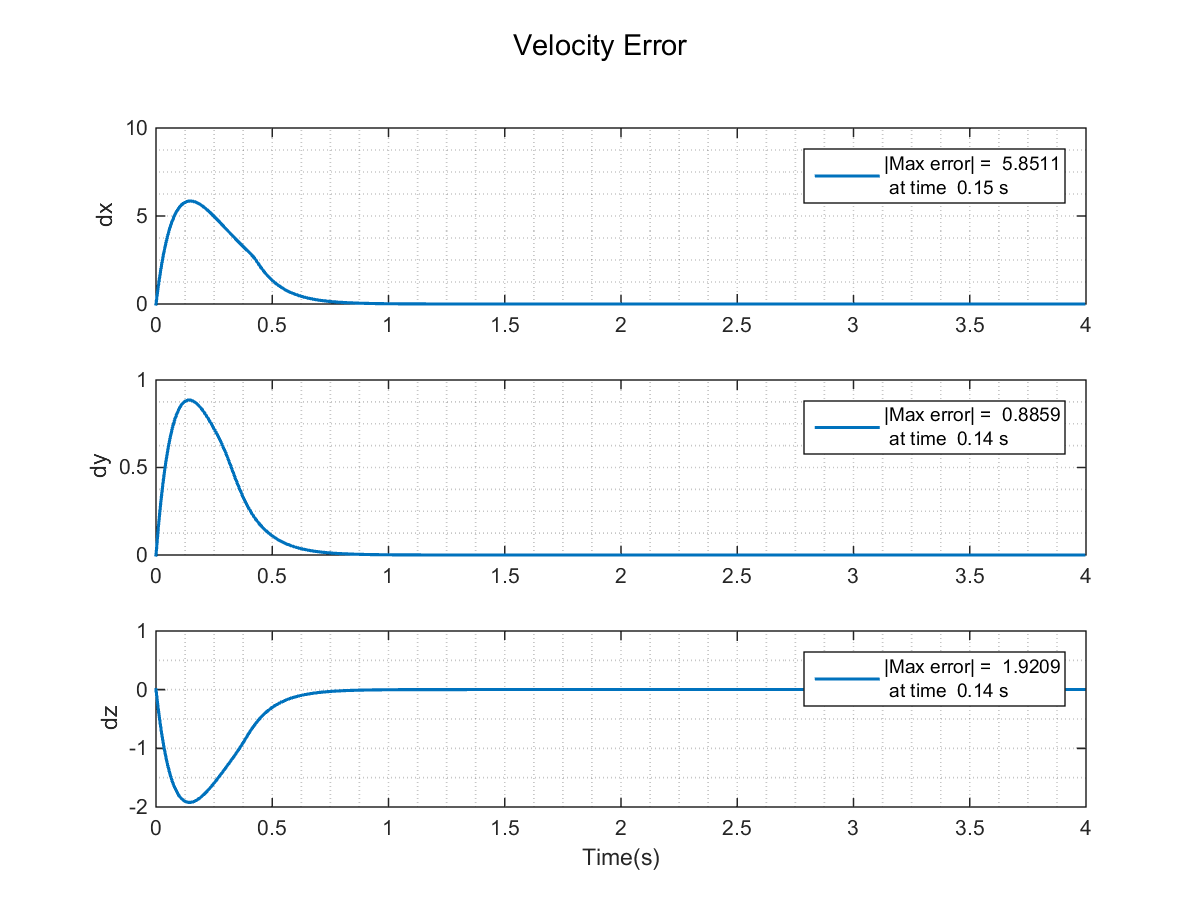 Velocity Error
10
5
0
dx
|Max error| = 5.8511
at time 0.15 s
0 0.5 1 1.5 2 2.5 3 3.5 4
1
0.5
0
dy
|Max error| = 0.8859
at time 0.14 s
0 0.5 1 1.5 2 2.5 3 3.5 4
1
0
-1
-2
dz
|Max error| = 1.9209
at time 0.14 s
0 0.5 1 1.5 2 2.5 3 3.5 4
Time(s)